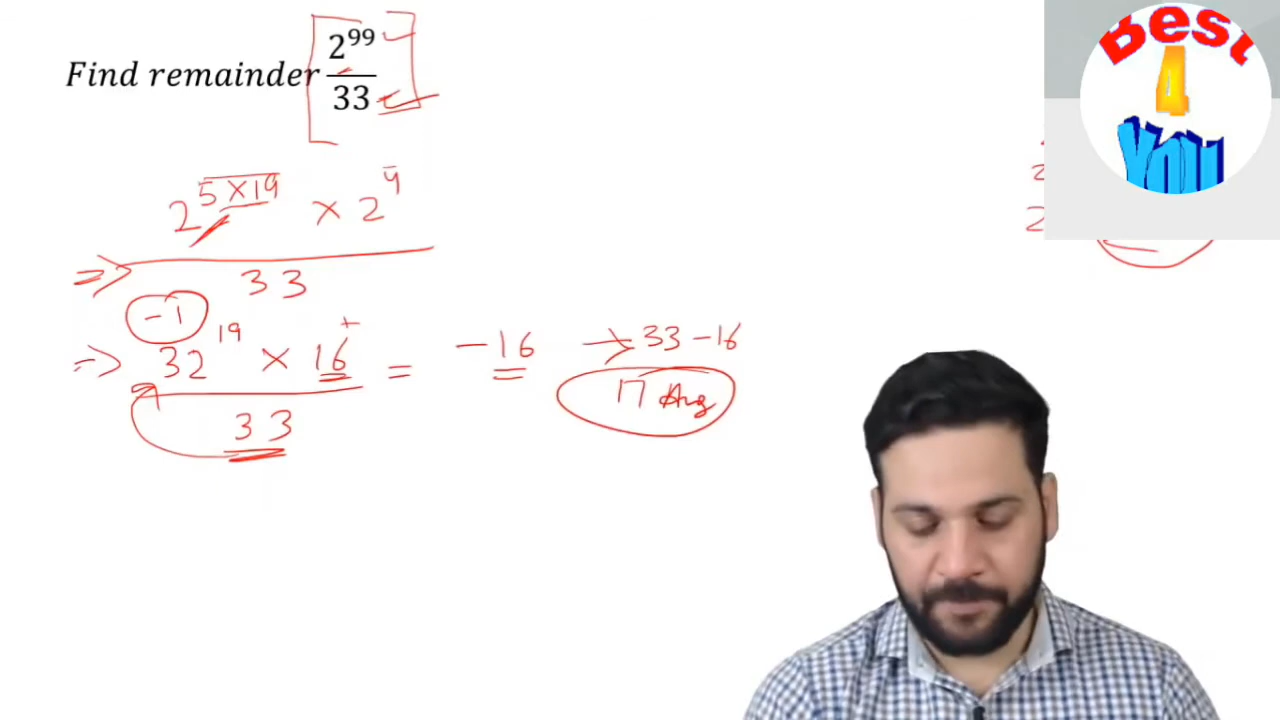 Find remainder 2^99
33
Best
4
You
2^5×19 × 2^4
33
-1
=> 32^19 × 16^+ = -16 → 33 - 16
33
17 Ans